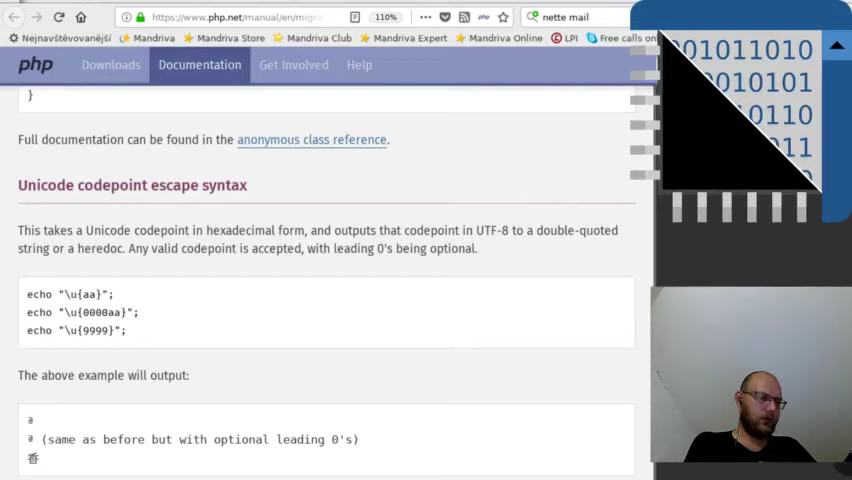 https://www.php.net/manual/en/migra
110%
nette mail
Nejnavštěvovanější
Mandriva
Mandriva Store
Mandriva Club
Mandriva Expert
Mandriva Online
LPI
Free calls on
php
Downloads
Documentation
Get Involved
Help
}
Full documentation can be found in the anonymous class reference.
Unicode codepoint escape syntax
This takes a Unicode codepoint in hexadecimal form, and outputs that codepoint in UTF-8 to a double-quoted
string or a heredoc. Any valid codepoint is accepted, with leading 0's being optional.
echo "\u{aa}";
echo "\u{0000aa}";
echo "\u{9999}";
The above example will output:
ª
ª (same as before but with optional leading 0's)
香
001011010
010101
0110
11